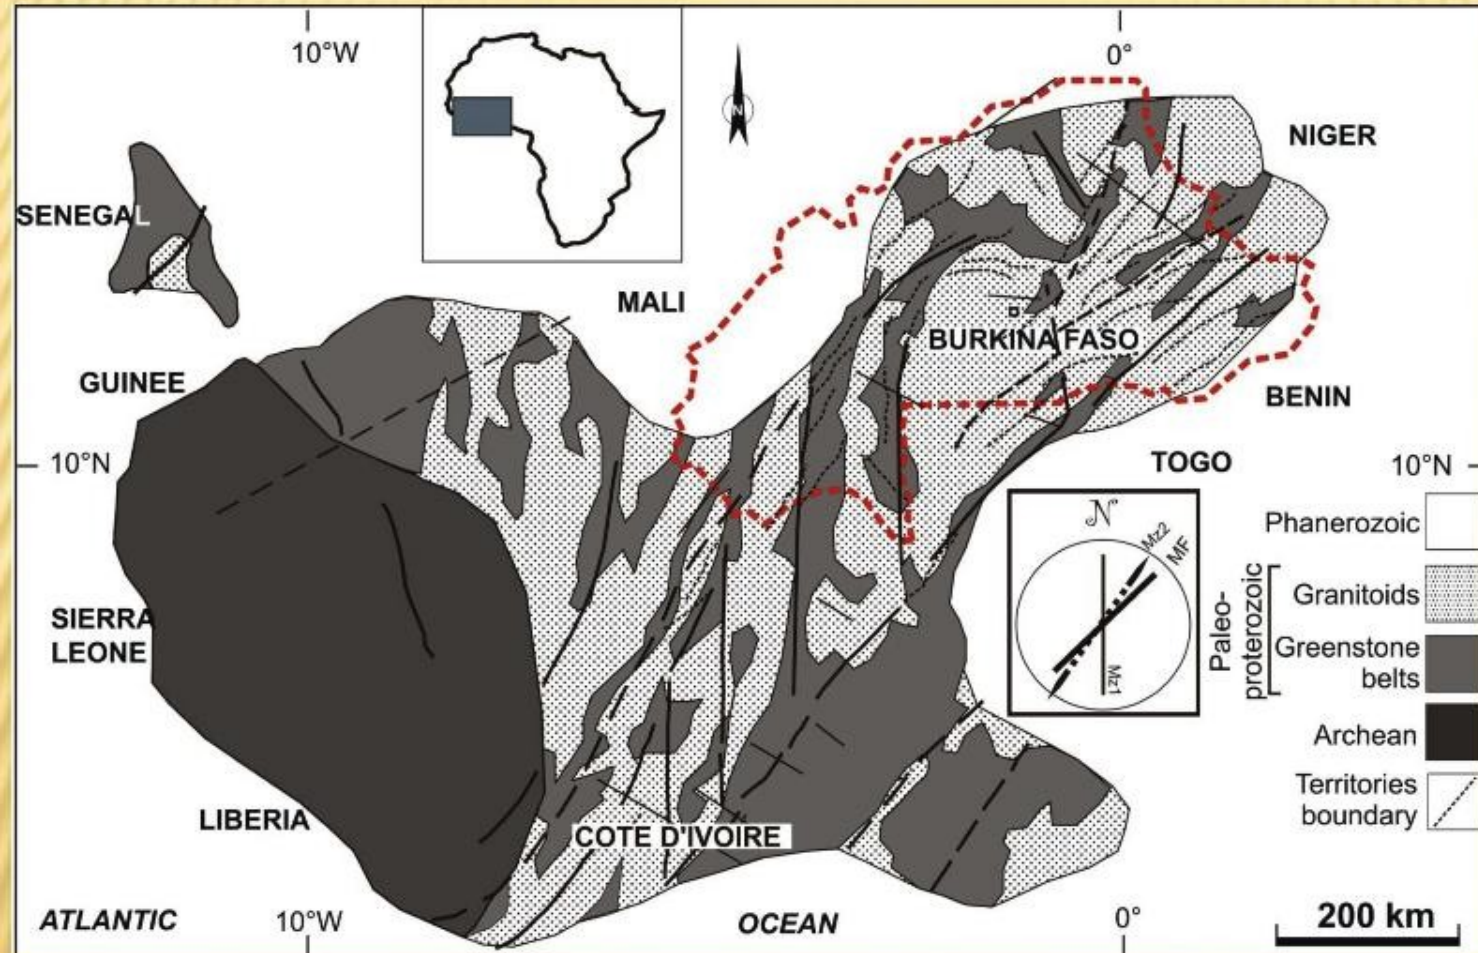 10°W
0°
N
NIGER
SENEGAL
MALI
BURKINA FASO
GUINEE
BENIN
10°N
TOGO
10°N
N
Mz2
MF
Mz1
Phanerozoic
Paleo-
proterozoic
Granitoids
Greenstone
belts
Archean
Territories
boundary
SIERRA
LEONE
LIBERIA
COTE D'IVOIRE
ATLANTIC
10°W
OCEAN
0°
200 km